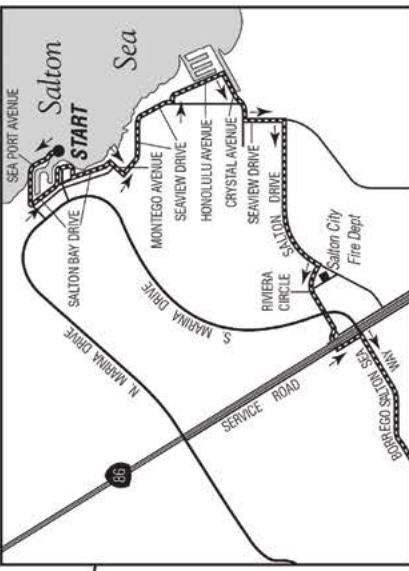 SEA PORT AVENUE
Salton
Sea
START
SALTON BAY DRIVE
MONTEGO AVENUE
SEAVIEW DRIVE
HONOLULU AVENUE
CRYSTAL AVENUE
SEAVIEW DRIVE
SALTON DRIVE
Salton City
Fire Dept
RIVIERA
CIRCLE
S. MARINA DRIVE
N. MARINA DRIVE
SERVICE ROAD
86
BORREGO SALTON SEA
WAY